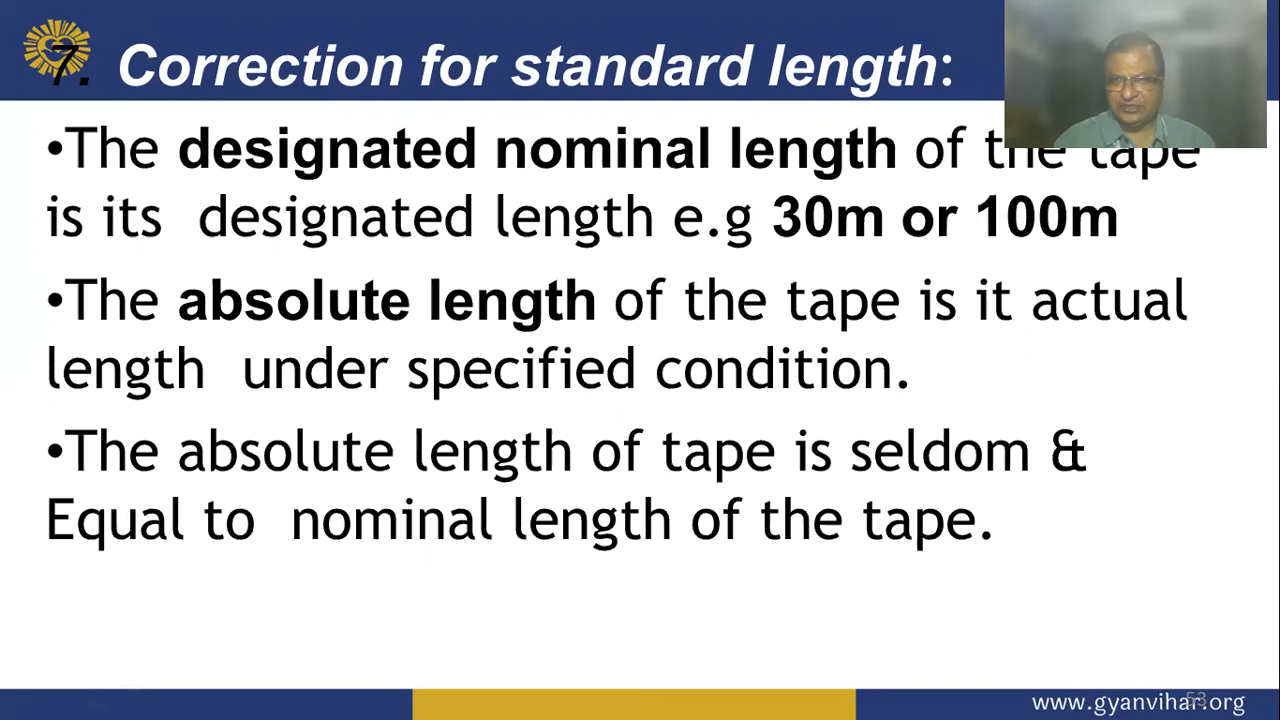 7. Correction for standard length:
•The designated nominal length of the tape
is its designated length e.g 30m or 100m
•The absolute length of the tape is it actual
length under specified condition.
•The absolute length of tape is seldom &
Equal to nominal length of the tape.
www.gyanvihar.org
53